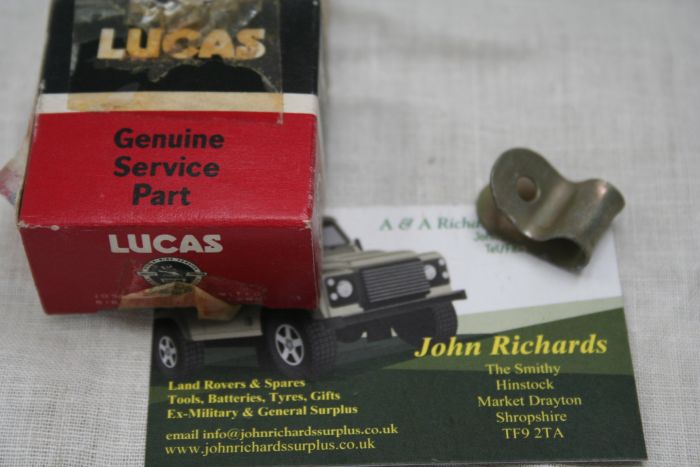 LUCAS
Genuine
Service
Part
LUCAS
A & A Richa
John Richards
The Smithy
Hinstock
Market Drayton
Shropshire
TF9 2TA
Land Rovers & Spares
Tools, Batteries, Tyres, Gifts
Ex-Military & General Surplus
email info@johnrichardssurplus.co.uk
www.johnrichardssurplus.co.uk